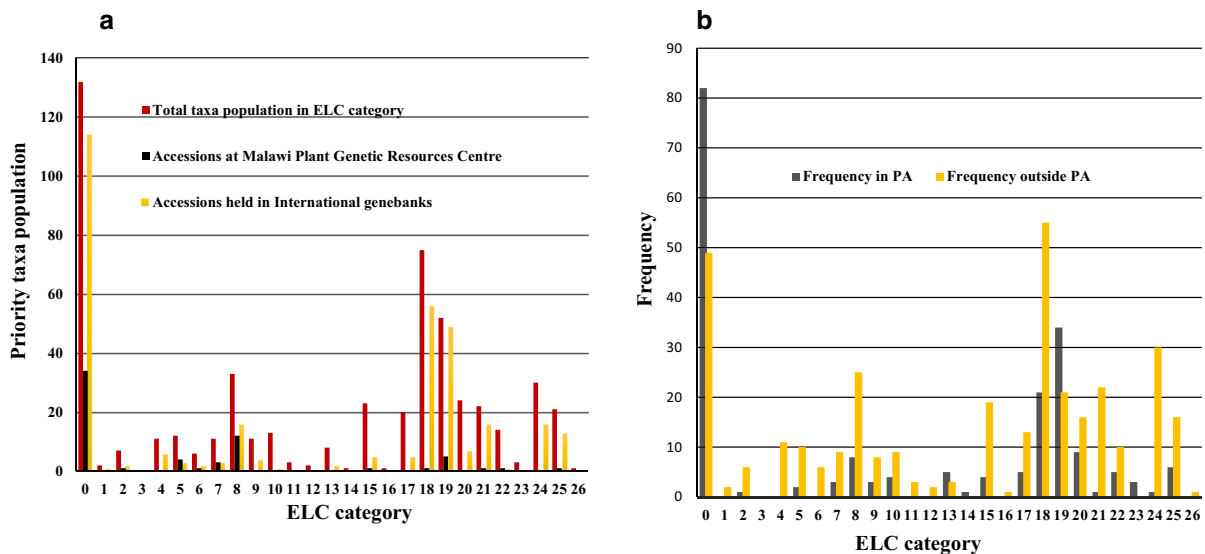 a
140
120
100
80
60
40
20
0
Priority taxa population
Total taxa population in ELC category
Accessions at Malawi Plant Genetic Resources Centre
Accessions held in International genebanks
0 1 2 3 4 5 6 7 8 9 10 11 12 13 14 15 16 17 18 19 20 21 22 23 24 25 26
ELC category
b
90
80
70
60
50
40
30
20
10
0
Frequency
Frequency in PA Frequency outside PA
0 1 2 3 4 5 6 7 8 9 10 11 12 13 14 15 16 17 18 19 20 21 22 23 24 25 26
ELC category